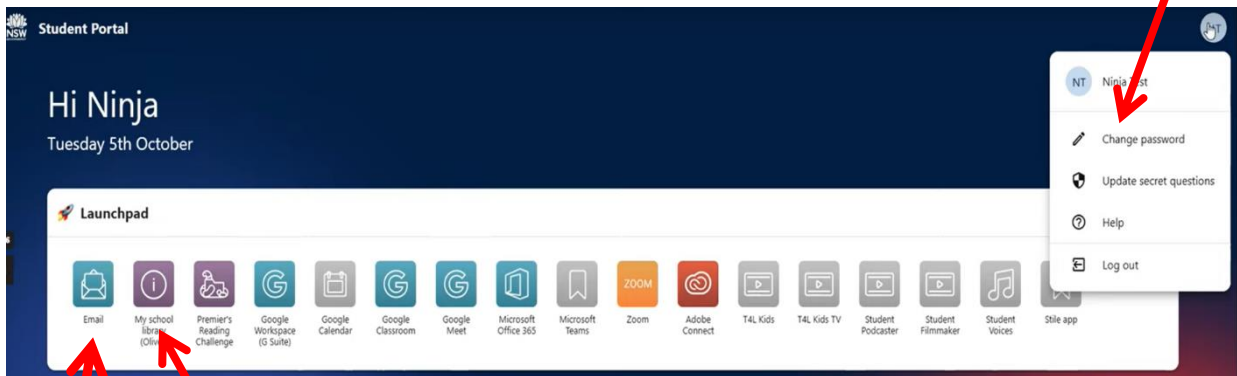 NSW
Student Portal
NT
Ninja Test
Hi Ninja
Change password
Tuesday 5th October
Update secret questions
Launchpad
Help
Log out
ZOOM
Email
My school
library
Premier's
Reading
Challenge
Google
Workspace
(G Suite)
Google
Calendar
Google
Classroom
Google
Meet
Microsoft
Office 365
Microsoft
Teams
Zoom
Adobe
Connect
T4L Kids
T4L Kids TV
Student
Podcaster
Student
Filmmaker
Student
Voices
Stile app